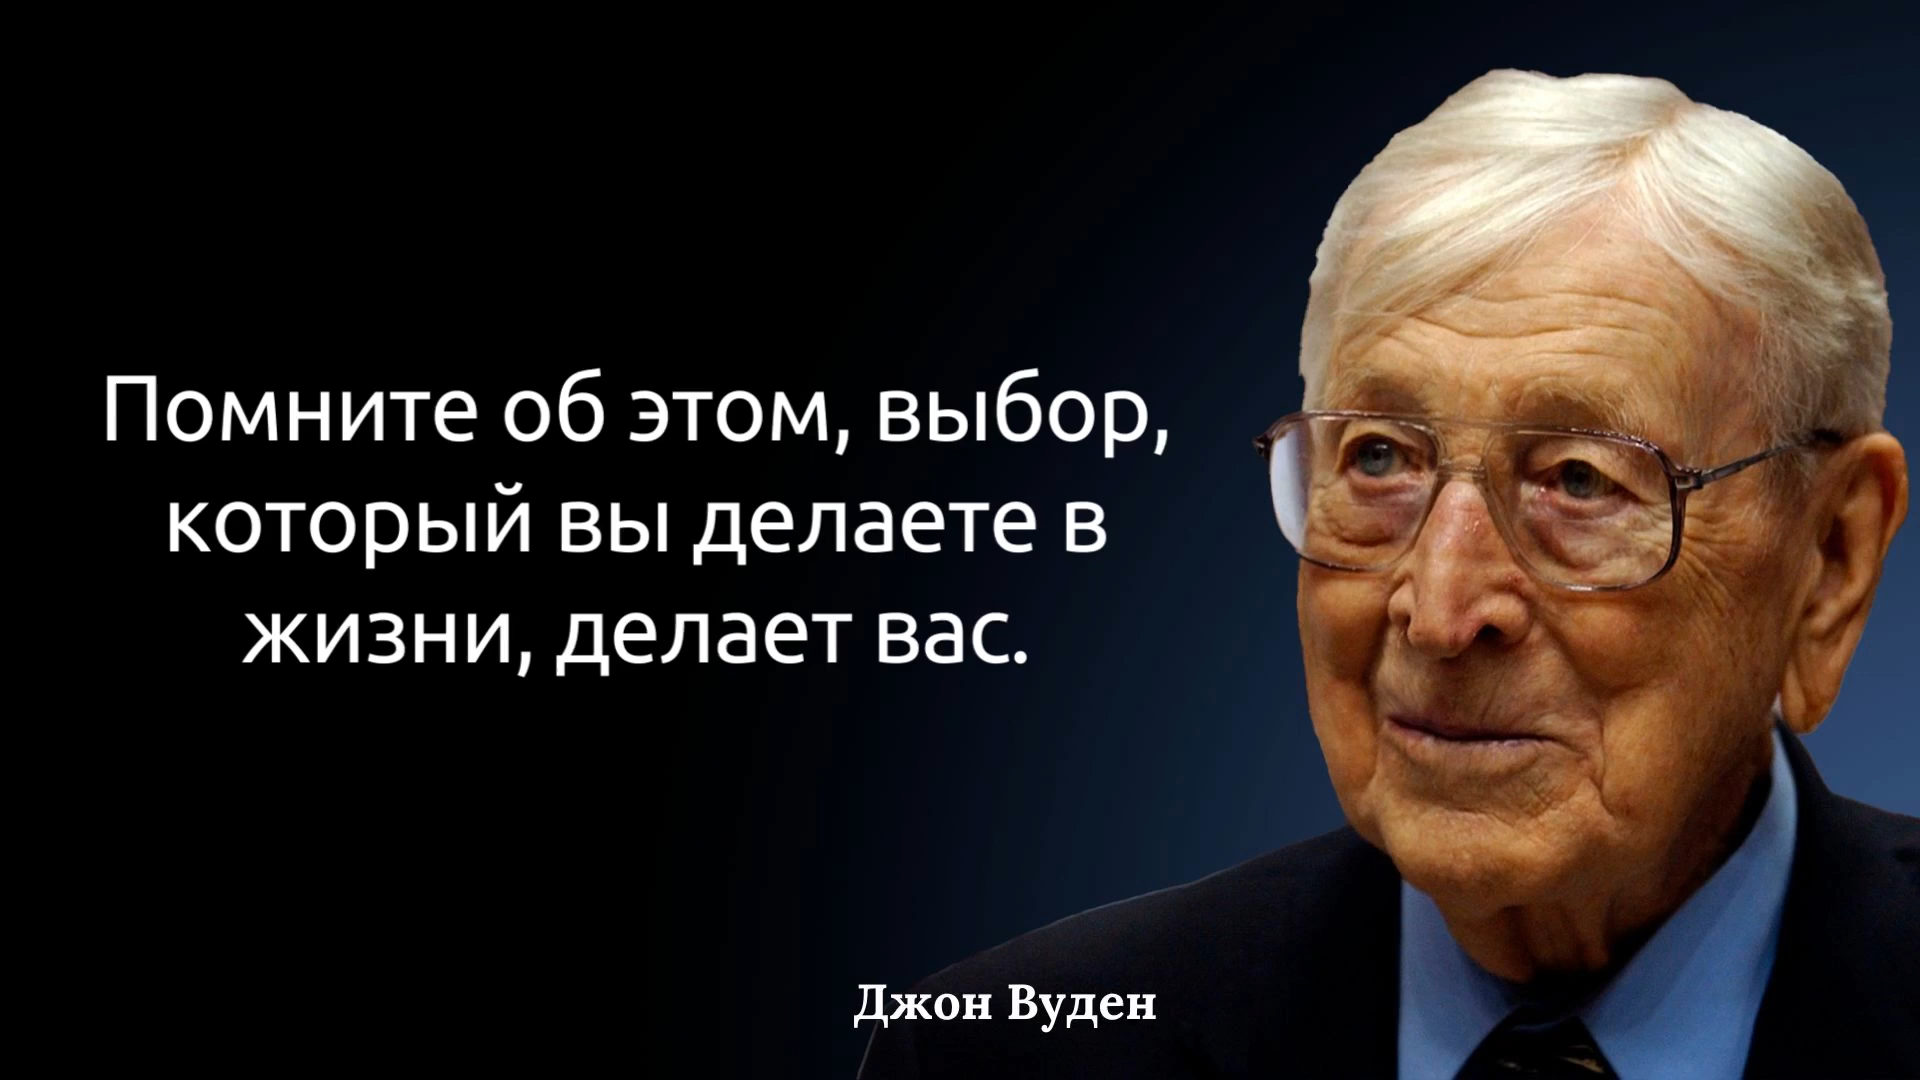 Помните об этом, выбор,
который вы делаете в
жизни, делает вас.
Джон Вуден